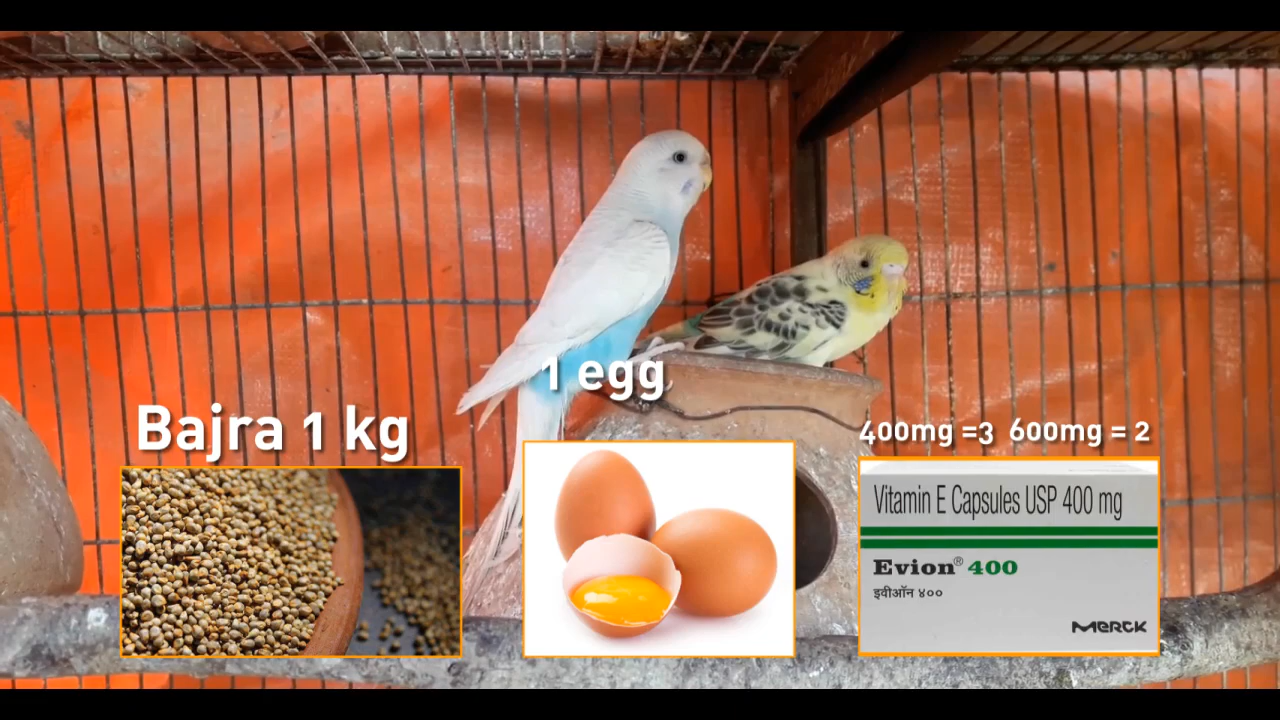 1 egg
Bajra 1 kg
400mg =3 600mg = 2
Vitamin E Capsules USP 400 mg
Evion® 400
इवीऑन ४००
MERCK